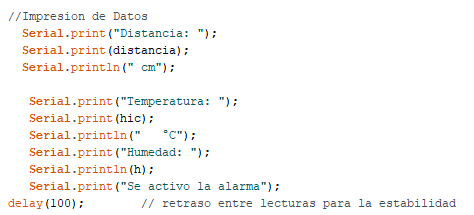 //Impresion de Datos
Serial.print("Distancia: ");
Serial.print(distancia);
Serial.println(" cm");
Serial.print("Temperatura: ");
Serial.print(hic);
Serial.println("   °C");
Serial.print("Humedad: ");
Serial.println(h);
Serial.print("Se activo la alarma");
delay(100);        // retraso entre lecturas para la estabilidad